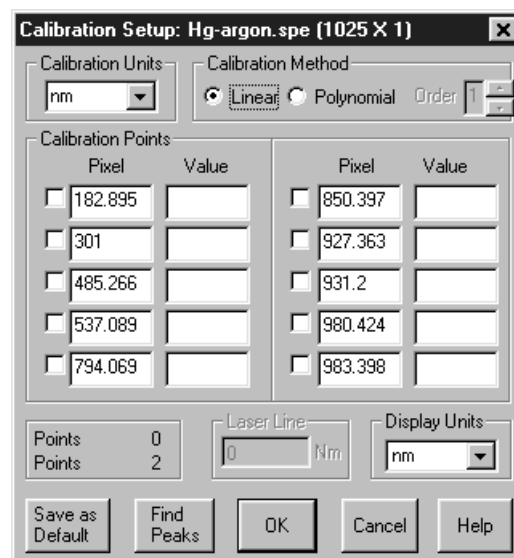 Calibration Setup: Hg-argon.spe (1025 X 1)
Calibration Units
nm
Calibration Method
Linear Polynomial Order 1
Calibration Points
Pixel Value Pixel Value
182.895 850.397
301 927.363
485.266 931.2
537.089 980.424
794.069 983.398
Points 0
Points 2
Laser Line
0 Nm
Display Units
nm
Save as Default
Find Peaks
OK
Cancel
Help